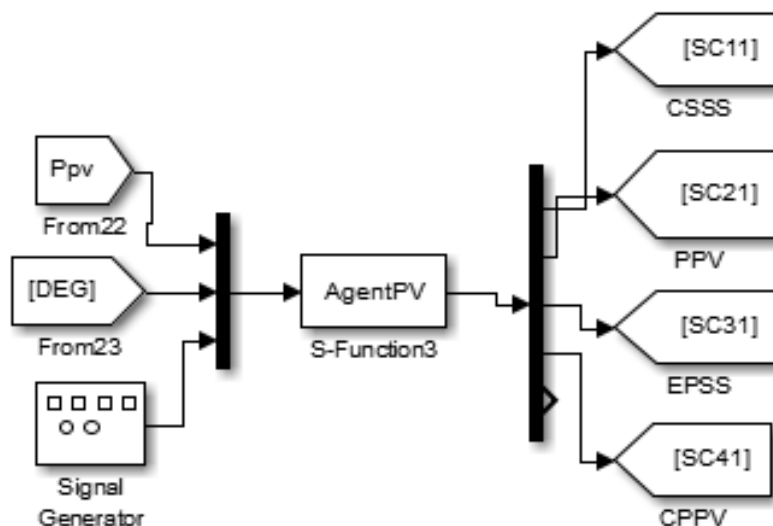 [SC11]
CSSS
Ppv
From22
[SC21]
PPV
[DEG]
From23
AgentPV
S-Function3
[SC31]
EPSS
Signal
Generator
[SC41]
CPPV